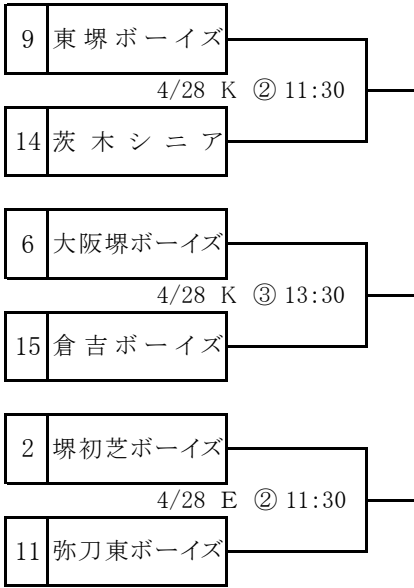 9 東堺ボーイズ
4/28 K ② 11:30
14 茨木シニア
6 大阪堺ボーイズ
4/28 K ③ 13:30
15 倉吉ボーイズ
2 堺初芝ボーイズ
4/28 E ② 11:30
11 弥刀東ボーイズ